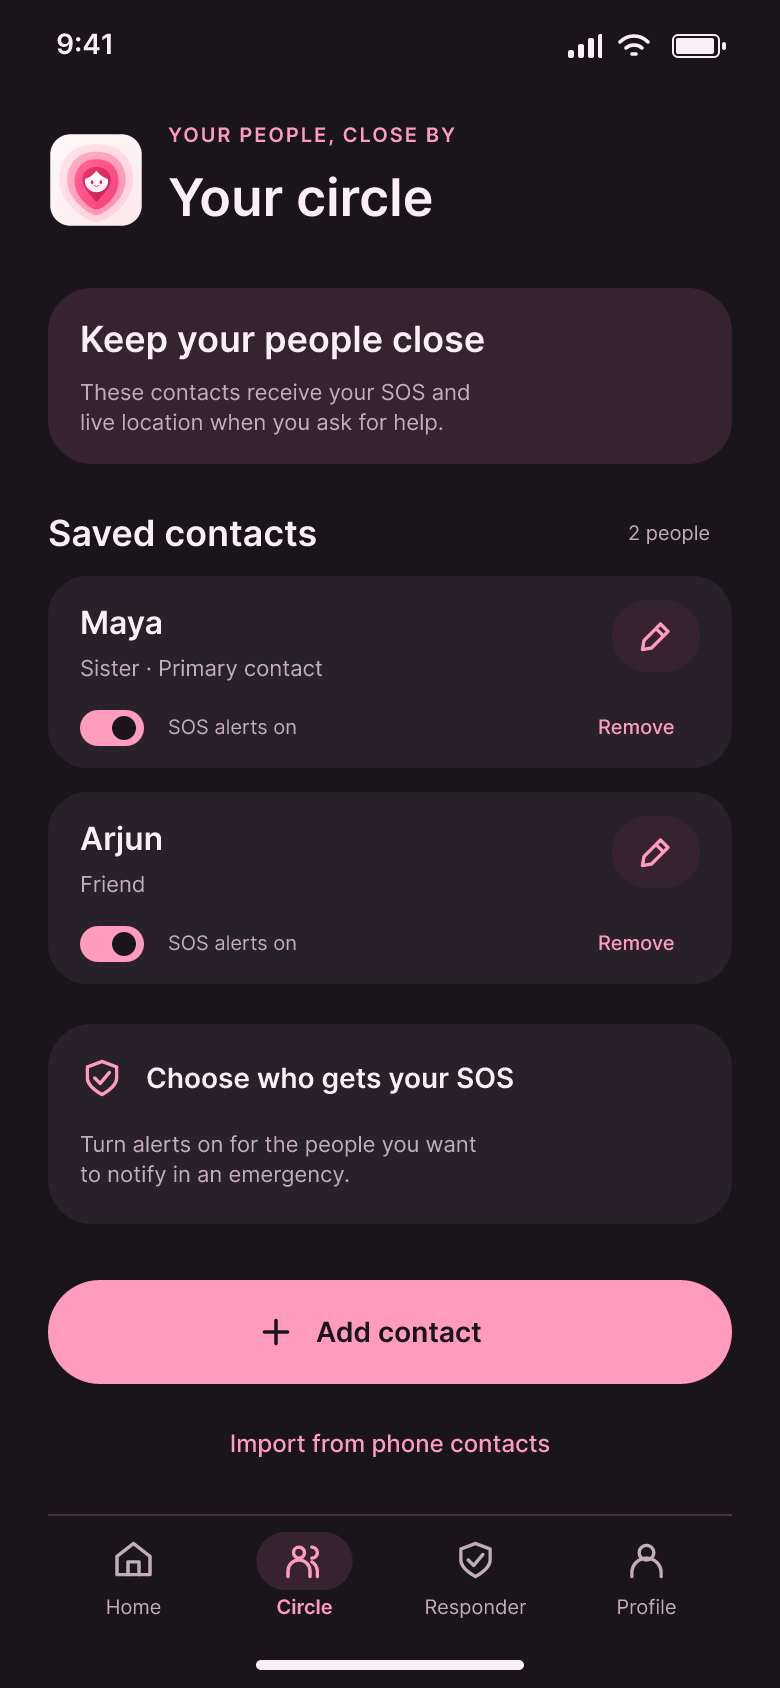 9:41
YOUR PEOPLE, CLOSE BY
Your circle
Keep your people close
These contacts receive your SOS and
live location when you ask for help.
Saved contacts
2 people
Maya
Sister · Primary contact
SOS alerts on
Remove
Arjun
Friend
SOS alerts on
Remove
Choose who gets your SOS
Turn alerts on for the people you want
to notify in an emergency.
Add contact
Import from phone contacts
Home
Circle
Responder
Profile